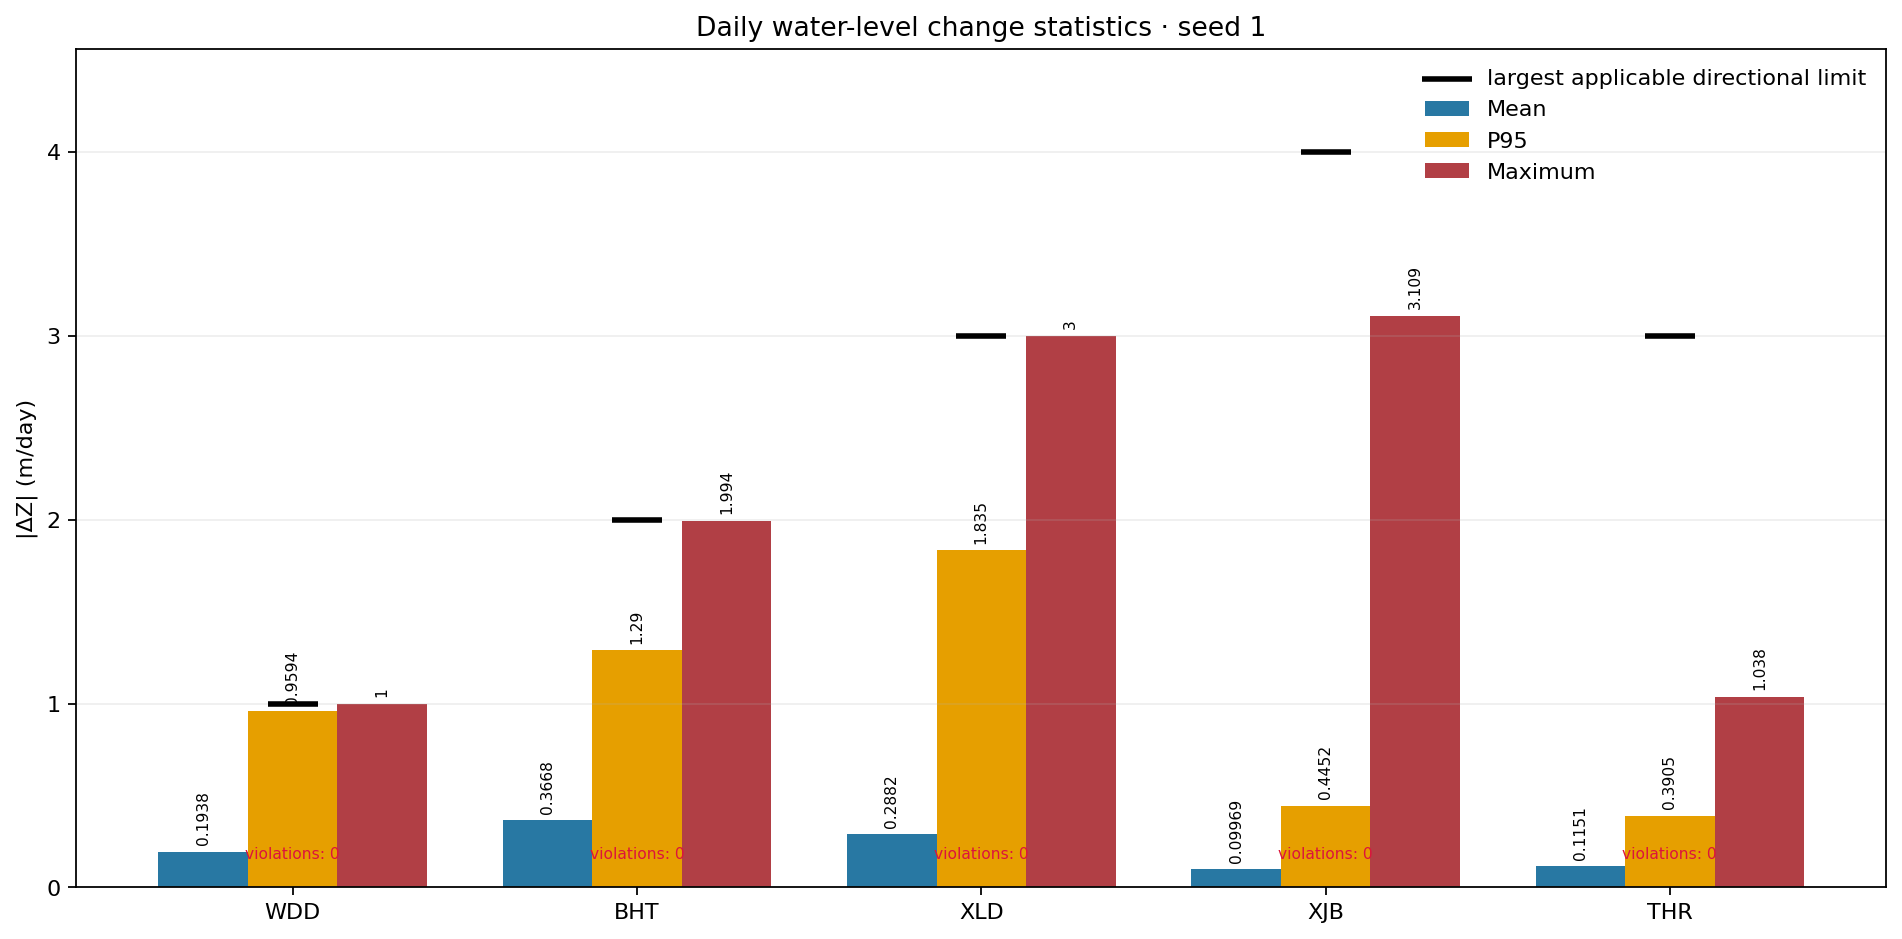 Daily water-level change statistics · seed 1
largest applicable directional limit
Mean
P95
Maximum
|ΔZ| (m/day)
4
3
2
1
0
0.1938
0.9594
1
violations: 0
0.3668
1.29
1.994
violations: 0
0.2882
1.835
3
violations: 0
0.09969
0.4452
3.109
violations: 0
0.1151
0.3905
1.038
violations: 0
WDD
BHT
XLD
XJB
THR